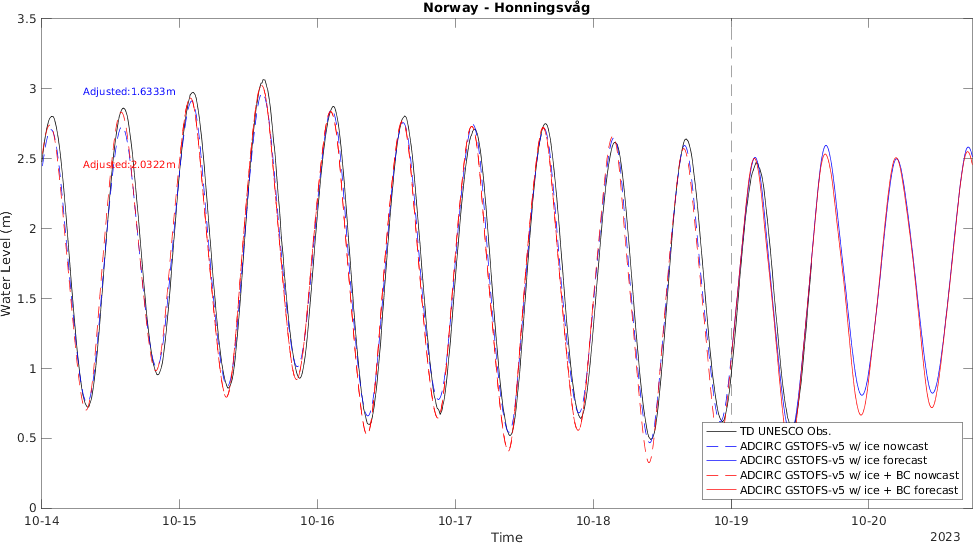 Norway - Honningsvåg
3.5
3
2.5
2
1.5
1
0.5
0
Water Level (m)
Adjusted:1.6333m
Adjusted:2.0322m
TD UNESCO Obs.
ADCIRC GSTOFS-v5 w/ ice nowcast
ADCIRC GSTOFS-v5 w/ ice forecast
ADCIRC GSTOFS-v5 w/ ice + BC nowcast
ADCIRC GSTOFS-v5 w/ ice + BC forecast
10-14 10-15 10-16 10-17 10-18 10-19 10-20
Time
2023